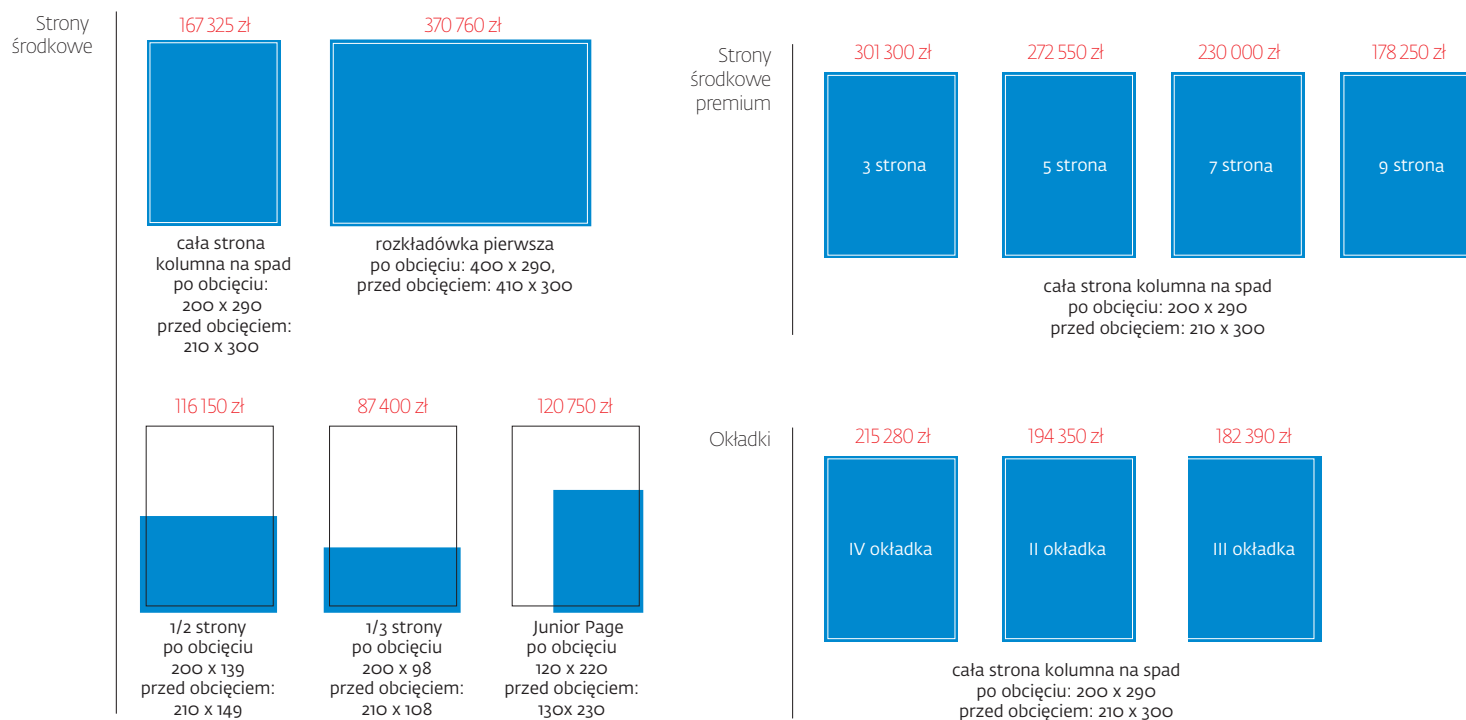 Strony
środkowe
167 325 zł
370 760 zł
cała strona
kolumna na spad
po obcięciu:
200 x 290
przed obcięciem:
210 x 300
rozkładówka pierwsza
po obcięciu: 400 x 290,
przed obcięciem: 410 x 300
116 150 zł
87 400 zł
120 750 zł
1/2 strony
po obcięciu
200 x 139
przed obcięciem:
210 x 149
1/3 strony
po obcięciu
200 x 98
przed obcięciem:
210 x 108
Junior Page
po obcięciu
120 x 220
przed obcięciem:
130x 230
Strony
środkowe
premium
301 300 zł
272 550 zł
230 000 zł
178 250 zł
3 strona
5 strona
7 strona
9 strona
cała strona kolumna na spad
po obcięciu: 200 x 290
przed obcięciem: 210 x 300
Okładki
215 280 zł
194 350 zł
182 390 zł
IV okładka
II okładka
III okładka
cała strona kolumna na spad
po obcięciu: 200 x 290
przed obcięciem: 210 x 300